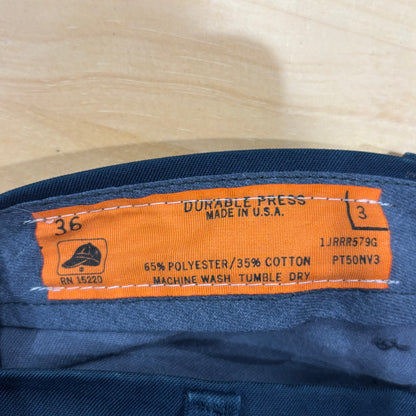 36
DURABLE PRESS
MADE IN U.S.A.
3
1JRRR579G
RN 15220
65% POLYESTER/35% COTTON
PT50NV3
MACHINE WASH TUMBLE DRY